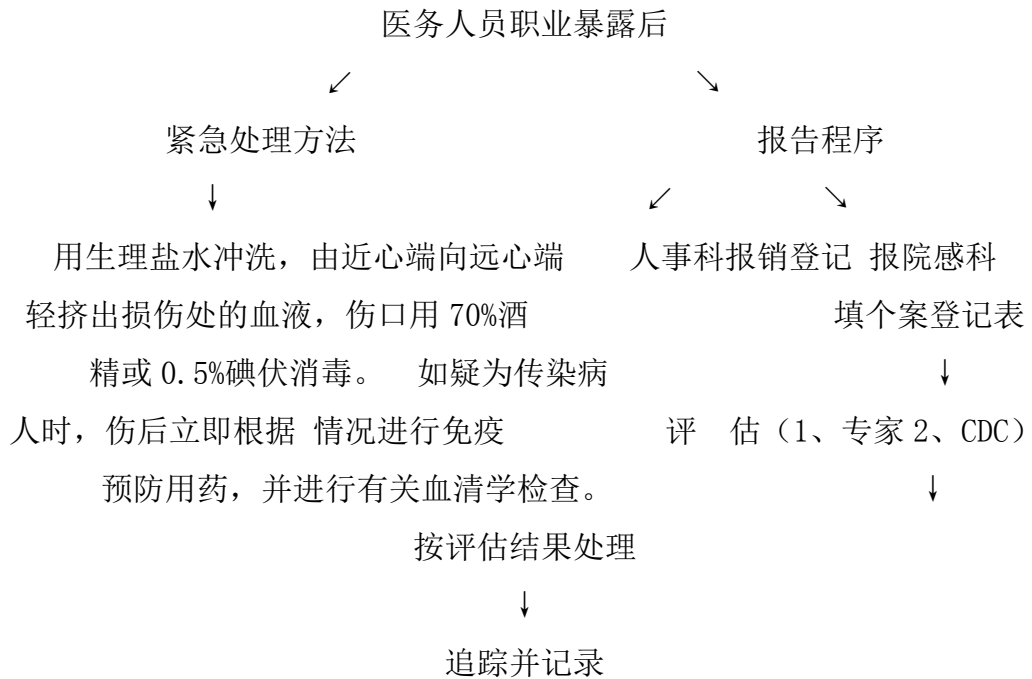 医务人员职业暴露后
↙ ↘
紧急处理方法 报告程序
↓ ↙ ↘
用生理盐水冲洗，由近心端向远心端 人事科报销登记 报院感科
轻挤出损伤处的血液，伤口用 70%酒 填个案登记表
精或 0.5%碘伏消毒。 如疑为传染病 ↓
人时，伤后立即根据 情况进行免疫 评 估（1、专家 2、CDC）
预防用药，并进行有关血清学检查。 ↓
按评估结果处理
↓
追踪并记录